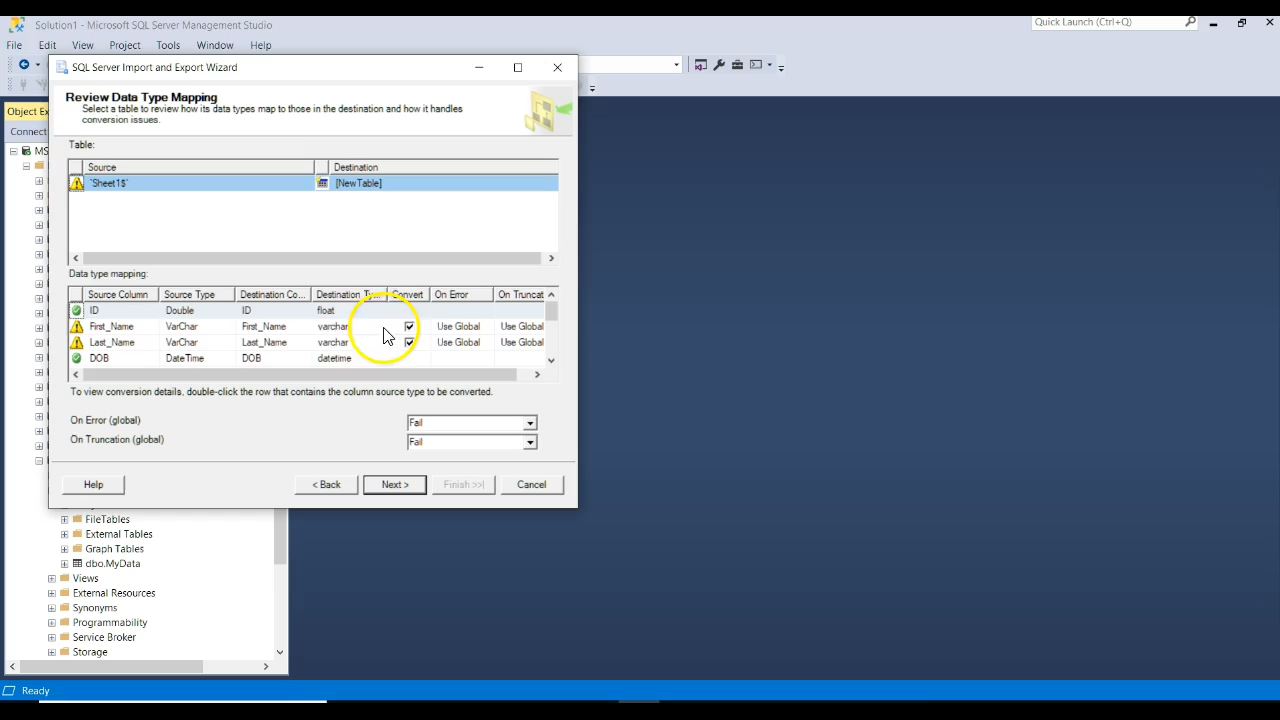 Solution1 - Microsoft SQL Server Management Studio
Quick Launch (Ctrl+Q)
File Edit View Project Tools Window Help
SQL Server Import and Export Wizard
Review Data Type Mapping
Select a table to review how its data types map to those in the destination and how it handles
conversion issues.
Object Ex
Connect
MS
Table:
Source Destination
`Sheet1$` [NewTable]
Data type mapping:
Source Column Source Type Destination Co... Destination Ty... Convert On Error On Truncat
ID Double ID float
First_Name VarChar First_Name varchar Use Global Use Global
Last_Name VarChar Last_Name varchar Use Global Use Global
DOB DateTime DOB datetime
To view conversion details, double-click the row that contains the column source type to be converted.
On Error (global) Fail
On Truncation (global) Fail
Help < Back Next > Finish >>| Cancel
FileTables
External Tables
Graph Tables
dbo.MyData
Views
External Resources
Synonyms
Programmability
Service Broker
Storage
Ready